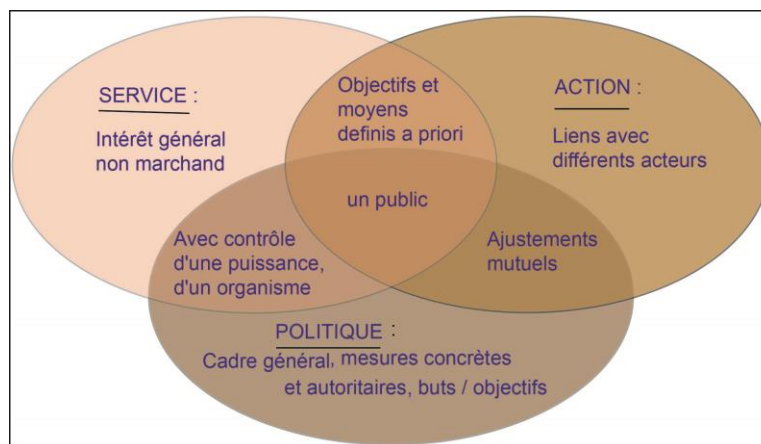 SERVICE :
Intérêt général
non marchand
Objectifs et
moyens
definis a priori
ACTION :
Liens avec
différents acteurs
un public
Avec contrôle
d'une puissance,
d'un organisme
Ajustements
mutuels
POLITIQUE :
Cadre général, mesures concrètes
et autoritaires, buts / objectifs